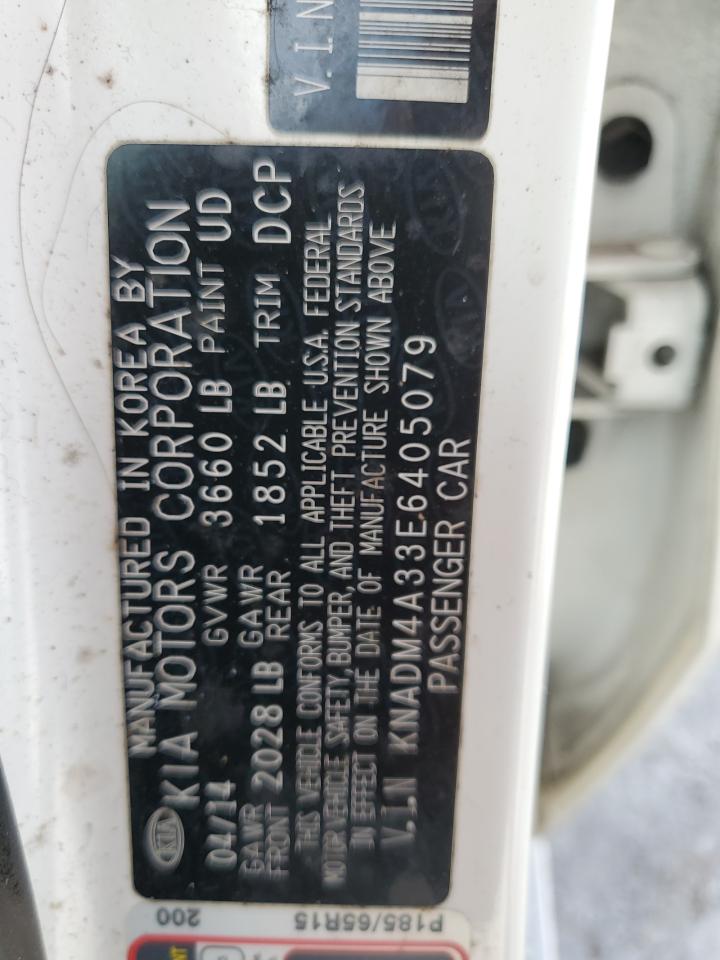 V.I.N
MANUFACTURED IN KOREA BY
KIA KIA MOTORS CORPORATION
04/14 GVWR 3660 LB PAINT UD
GAWR FRONT 2028 LB GAWR REAR 1852 LB TRIM DCP
THIS VEHICLE CONFORMS TO ALL APPLICABLE U.S.A. FEDERAL
MOTOR VEHICLE SAFETY, BUMPER, AND THEFT PREVENTION STANDARDS
IN EFFECT ON THE DATE OF MANUFACTURE SHOWN ABOVE
V.I.N KNADM4A33E6405079
PASSENGER CAR
P185/65R15
200